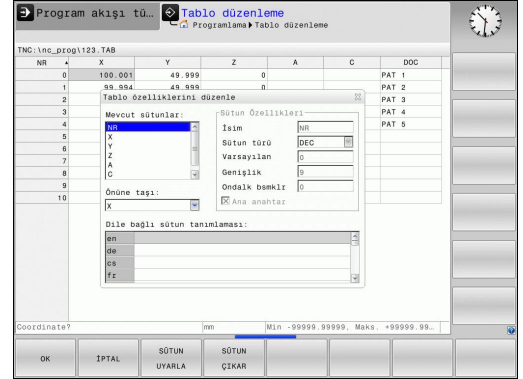 Program akışı tü... Tablo düzenleme
Programlama Tablo düzenleme
TNC:\nc_prog\123.TAB
NR X Y Z A C DOC
0 100.001 49.999 0 PAT 1
1 99.994 49.999 0 PAT 2
2 PAT 3
3 PAT 4
4 PAT 5
5
6
7
8
9
10
Tablo özelliklerini düzenle
Mevcut sütunlar:
NR
X
Y
Z
A
C
Önüne taşı:
X
Sütun Özellikleri
İsim NR
Sütun türü DEC
Varsayılan 0
Genişlik 9
Ondalk bsmklr 0
Ana anahtar
Dile bağlı sütun tanımlaması:
en
de
cs
fr
Coordinate? mm Min -99999.99999, Maks. +99999.99...
OK İPTAL SÜTUN UYARLA SÜTUN ÇIKAR